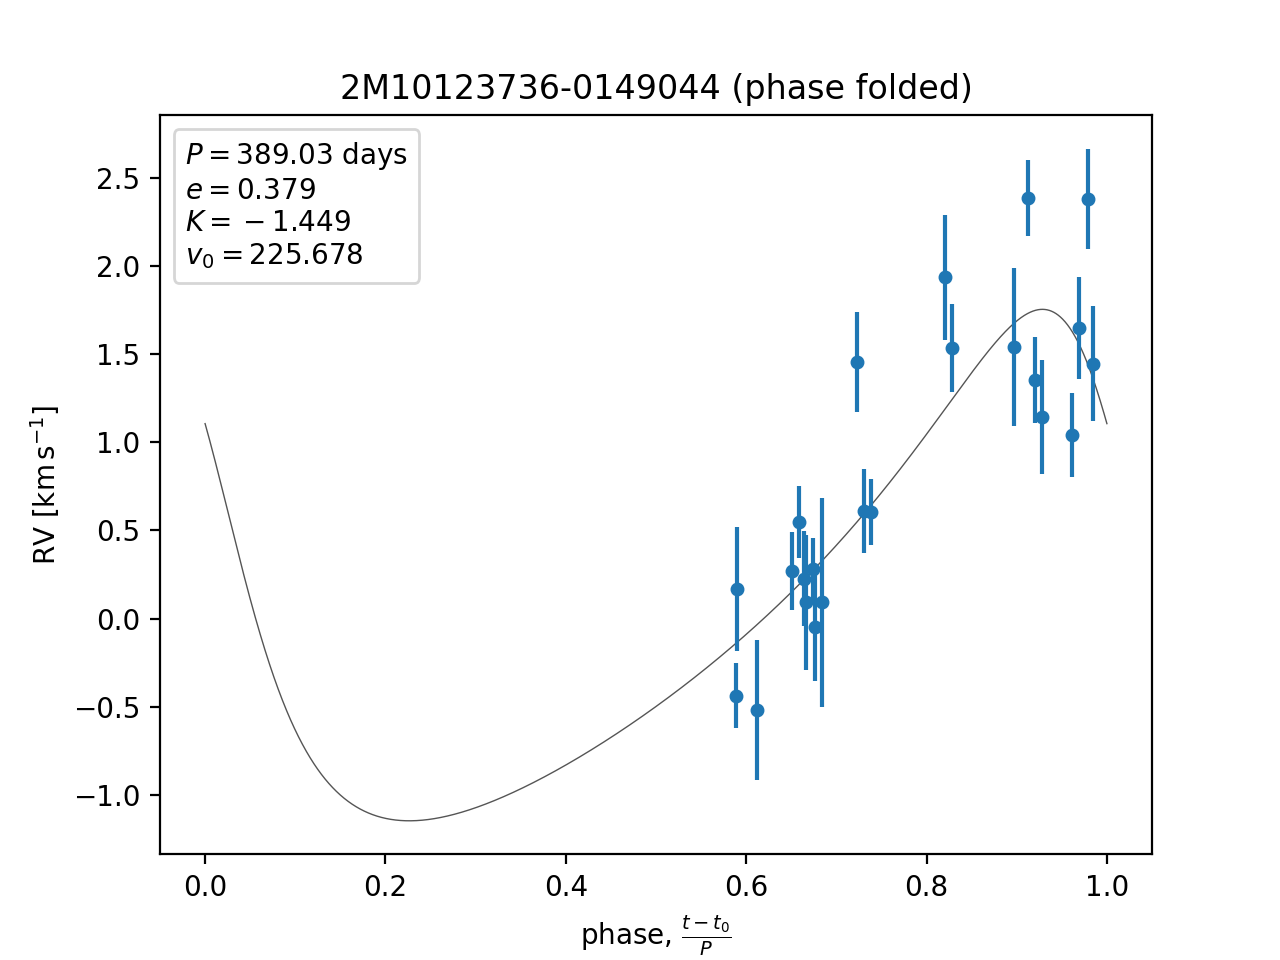 2M10123736-0149044 (phase folded)
P = 389.03 days
e = 0.379
K = −1.449
v₀ = 225.678
2.5
2.0
1.5
1.0
0.5
0.0
−0.5
−1.0
RV [km s⁻¹]
0.0 0.2 0.4 0.6 0.8 1.0
phase, (t − t₀)/P